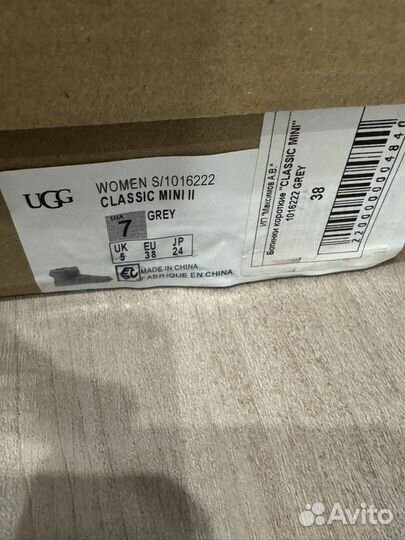 UGG
WOMEN S/1016222
CLASSIC MINI II
USA
7
GREY
UK
5
EU
38
JP
24
MADE IN CHINA
FABRIQUE EN CHINA
ИП "Максимов А.В."
Ботинки короткие "CLASSIC MINI"
1016222 GREY
38
2200000004840
Avito